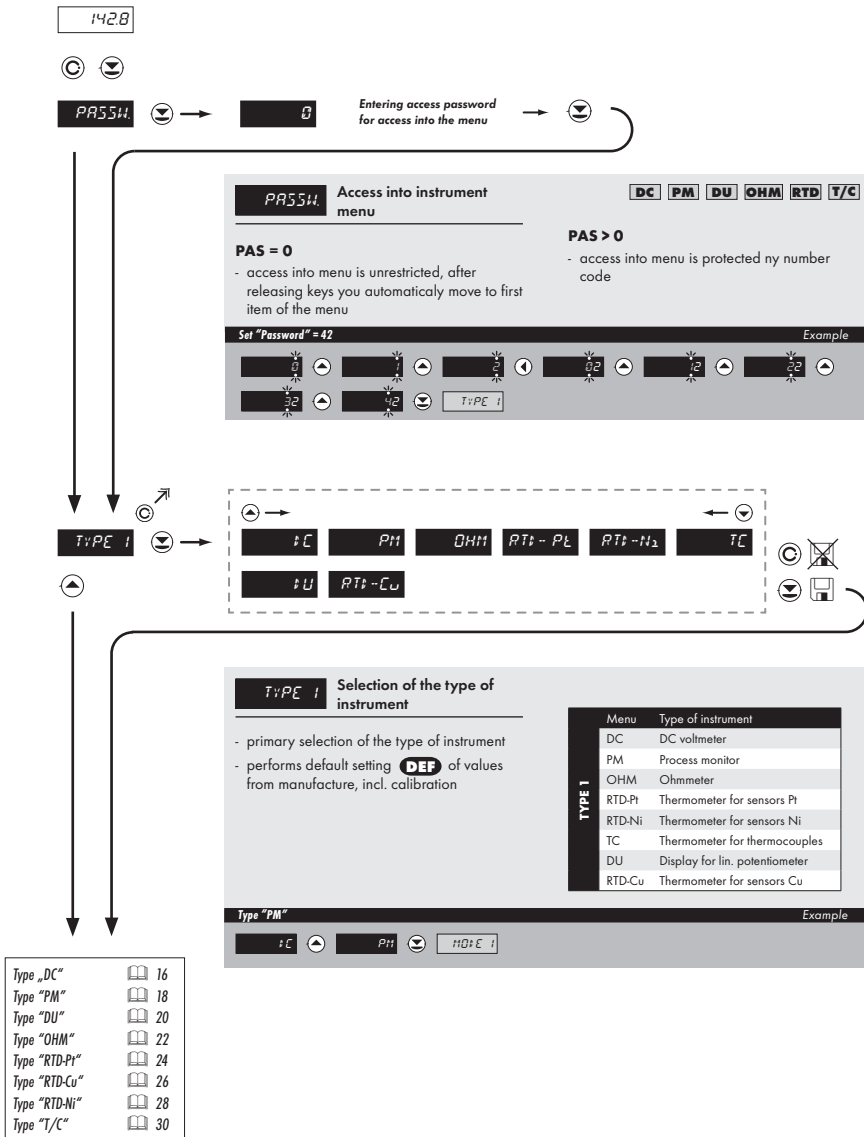 142.8
PASSW.
0
Entering access password
for access into the menu
PASSW.
Access into instrument
menu
DC PM DU OHM RTD T/C
PAS = 0
- access into menu is unrestricted, after
releasing keys you automaticaly move to first
item of the menu
PAS > 0
- access into menu is protected ny number
code
Set "Password" = 42
Example
0 1 2 02 12 22
32 42 TYPE 1
TYPE 1
DC PM OHM RTD-Pt RTD-Ni TC
DU RTD-Cu
TYPE 1
Selection of the type of
instrument
- primary selection of the type of instrument
- performs default setting DEF of values
from manufacture, incl. calibration
TYPE 1
Menu Type of instrument
DC DC voltmeter
PM Process monitor
OHM Ohmmeter
RTD-Pt Thermometer for sensors Pt
RTD-Ni Thermometer for sensors Ni
TC Thermometer for thermocouples
DU Display for lin. potentiometer
RTD-Cu Thermometer for sensors Cu
Type "PM"
Example
DC PM MODE 1
Type „DC" 16
Type "PM" 18
Type "DU" 20
Type "OHM" 22
Type "RTD-Pt" 24
Type "RTD-Cu" 26
Type "RTD-Ni" 28
Type "T/C" 30